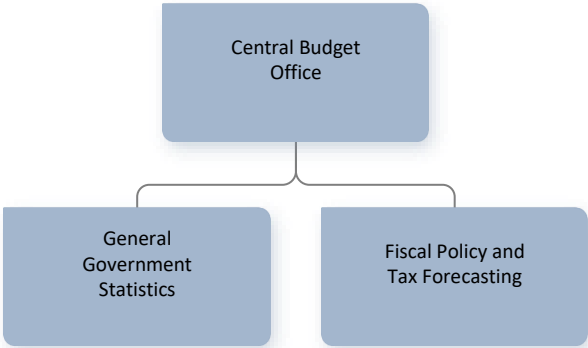 Central Budget
Office
General
Government
Statistics
Fiscal Policy and
Tax Forecasting